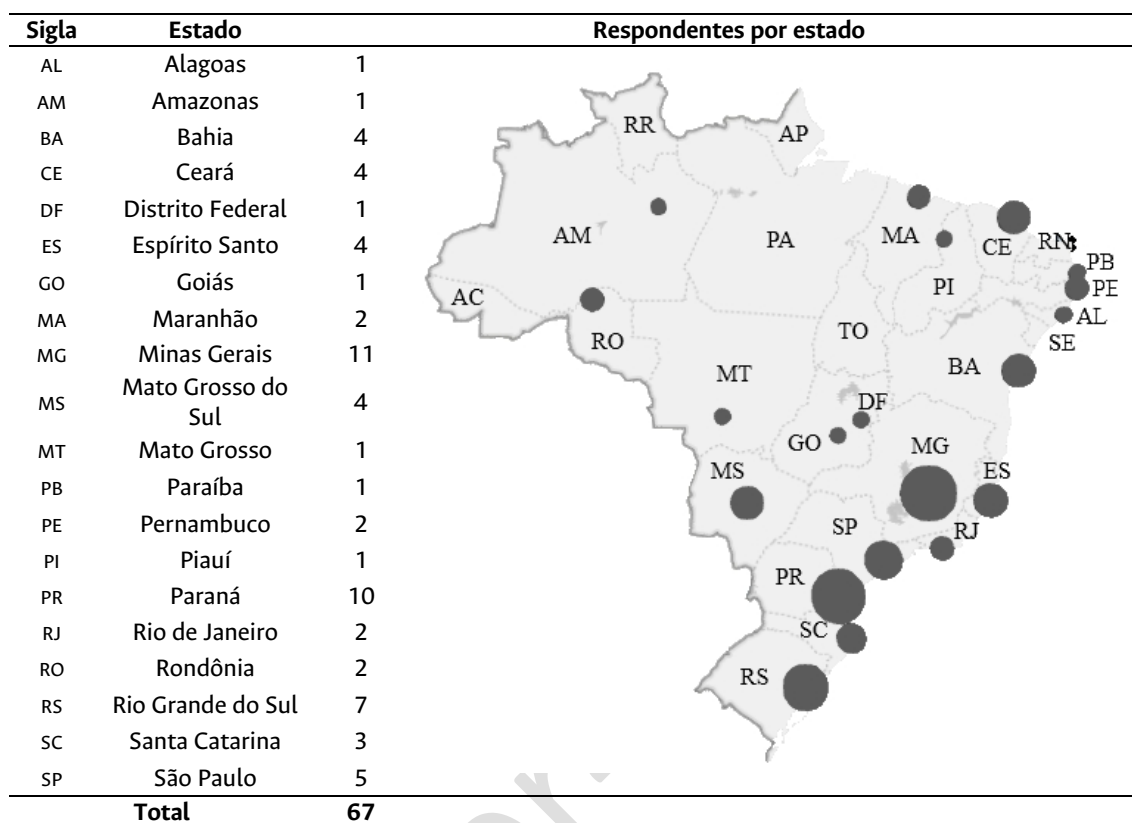 Sigla Estado Respondentes por estado
AL Alagoas 1
AM Amazonas 1
BA Bahia 4
CE Ceará 4
DF Distrito Federal 1
ES Espírito Santo 4
GO Goiás 1
MA Maranhão 2
MG Minas Gerais 11
MS Mato Grosso do Sul 4
MT Mato Grosso 1
PB Paraíba 1
PE Pernambuco 2
PI Piauí 1
PR Paraná 10
RJ Rio de Janeiro 2
RO Rondônia 2
RS Rio Grande do Sul 7
SC Santa Catarina 3
SP São Paulo 5
Total 67
RR
AP
AM
PA
MA
CE
RN
PB
PE
PI
AC
AL
RO
TO
SE
BA
MT
DF
GO
MG
MS
ES
SP
RJ
PR
SC
RS